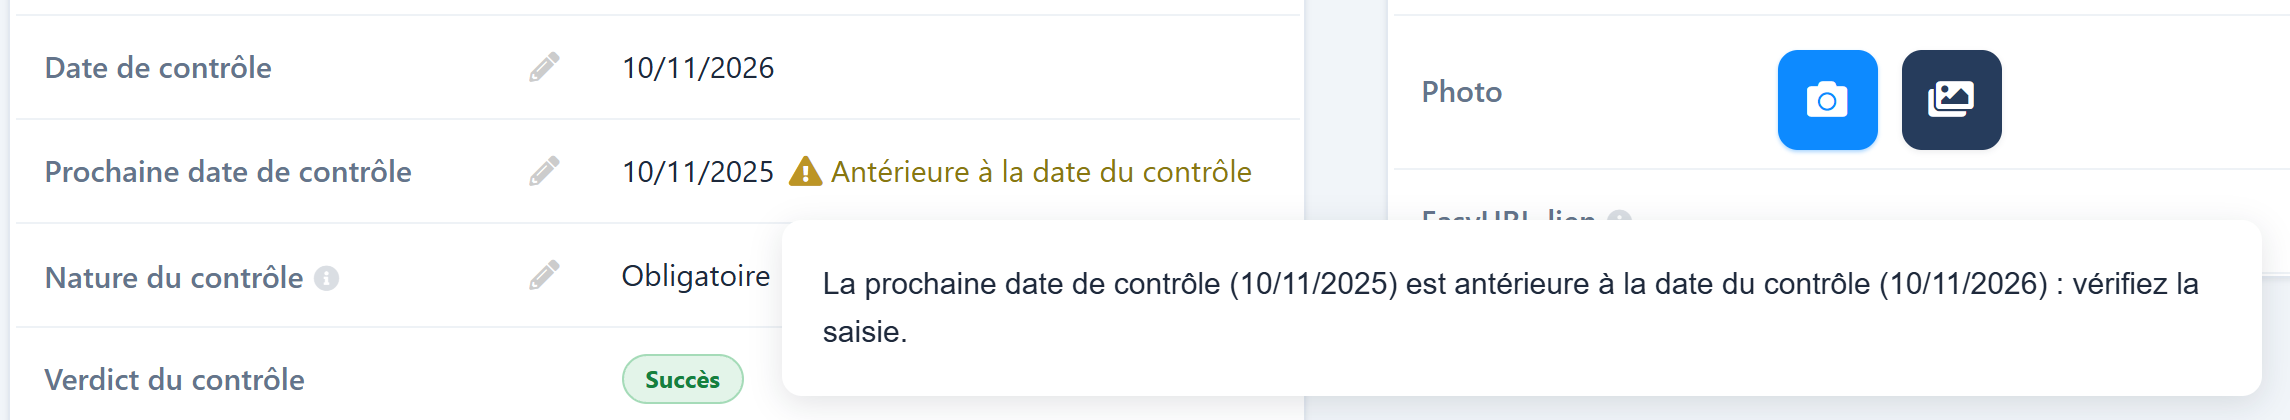 Date de contrôle
10/11/2026
Prochaine date de contrôle
10/11/2025 Antérieure à la date du contrôle
Nature du contrôle
Obligatoire
Verdict du contrôle
Succès
Photo
EasyURL lien
La prochaine date de contrôle (10/11/2025) est antérieure à la date du contrôle (10/11/2026) : vérifiez la
saisie.